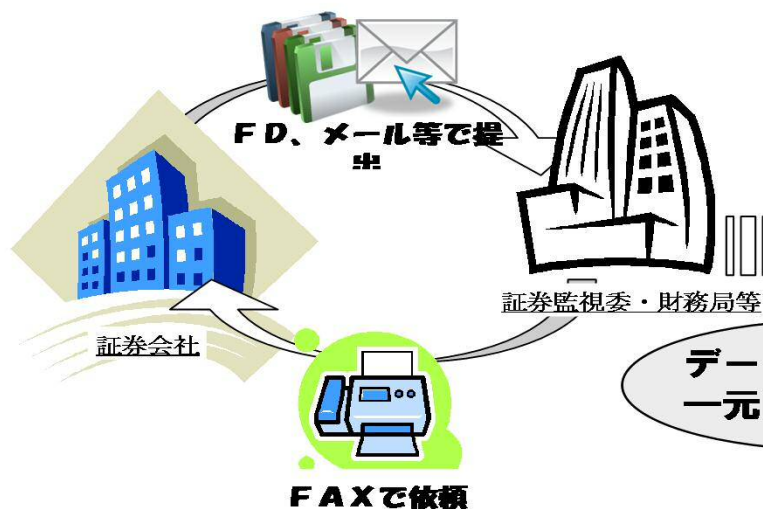 ＦＤ、メール等で提
出
証券監視委・財務局等
証券会社
デー
一元
ＦＡＸで依頼